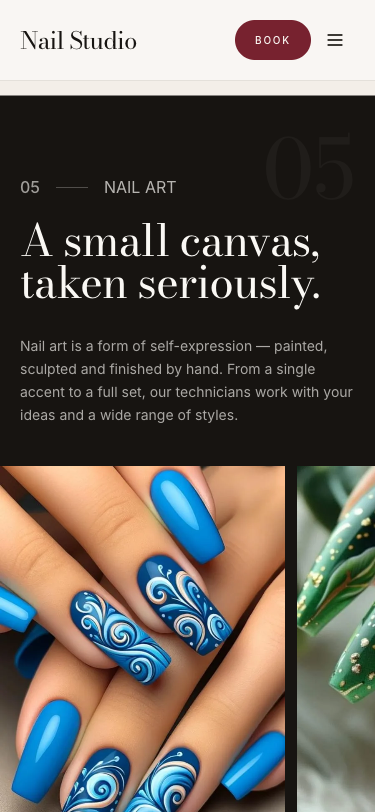 Nail Studio
BOOK
05
05
NAIL ART
A small canvas,
taken seriously.
Nail art is a form of self-expression — painted,
sculpted and finished by hand. From a single
accent to a full set, our technicians work with your
ideas and a wide range of styles.